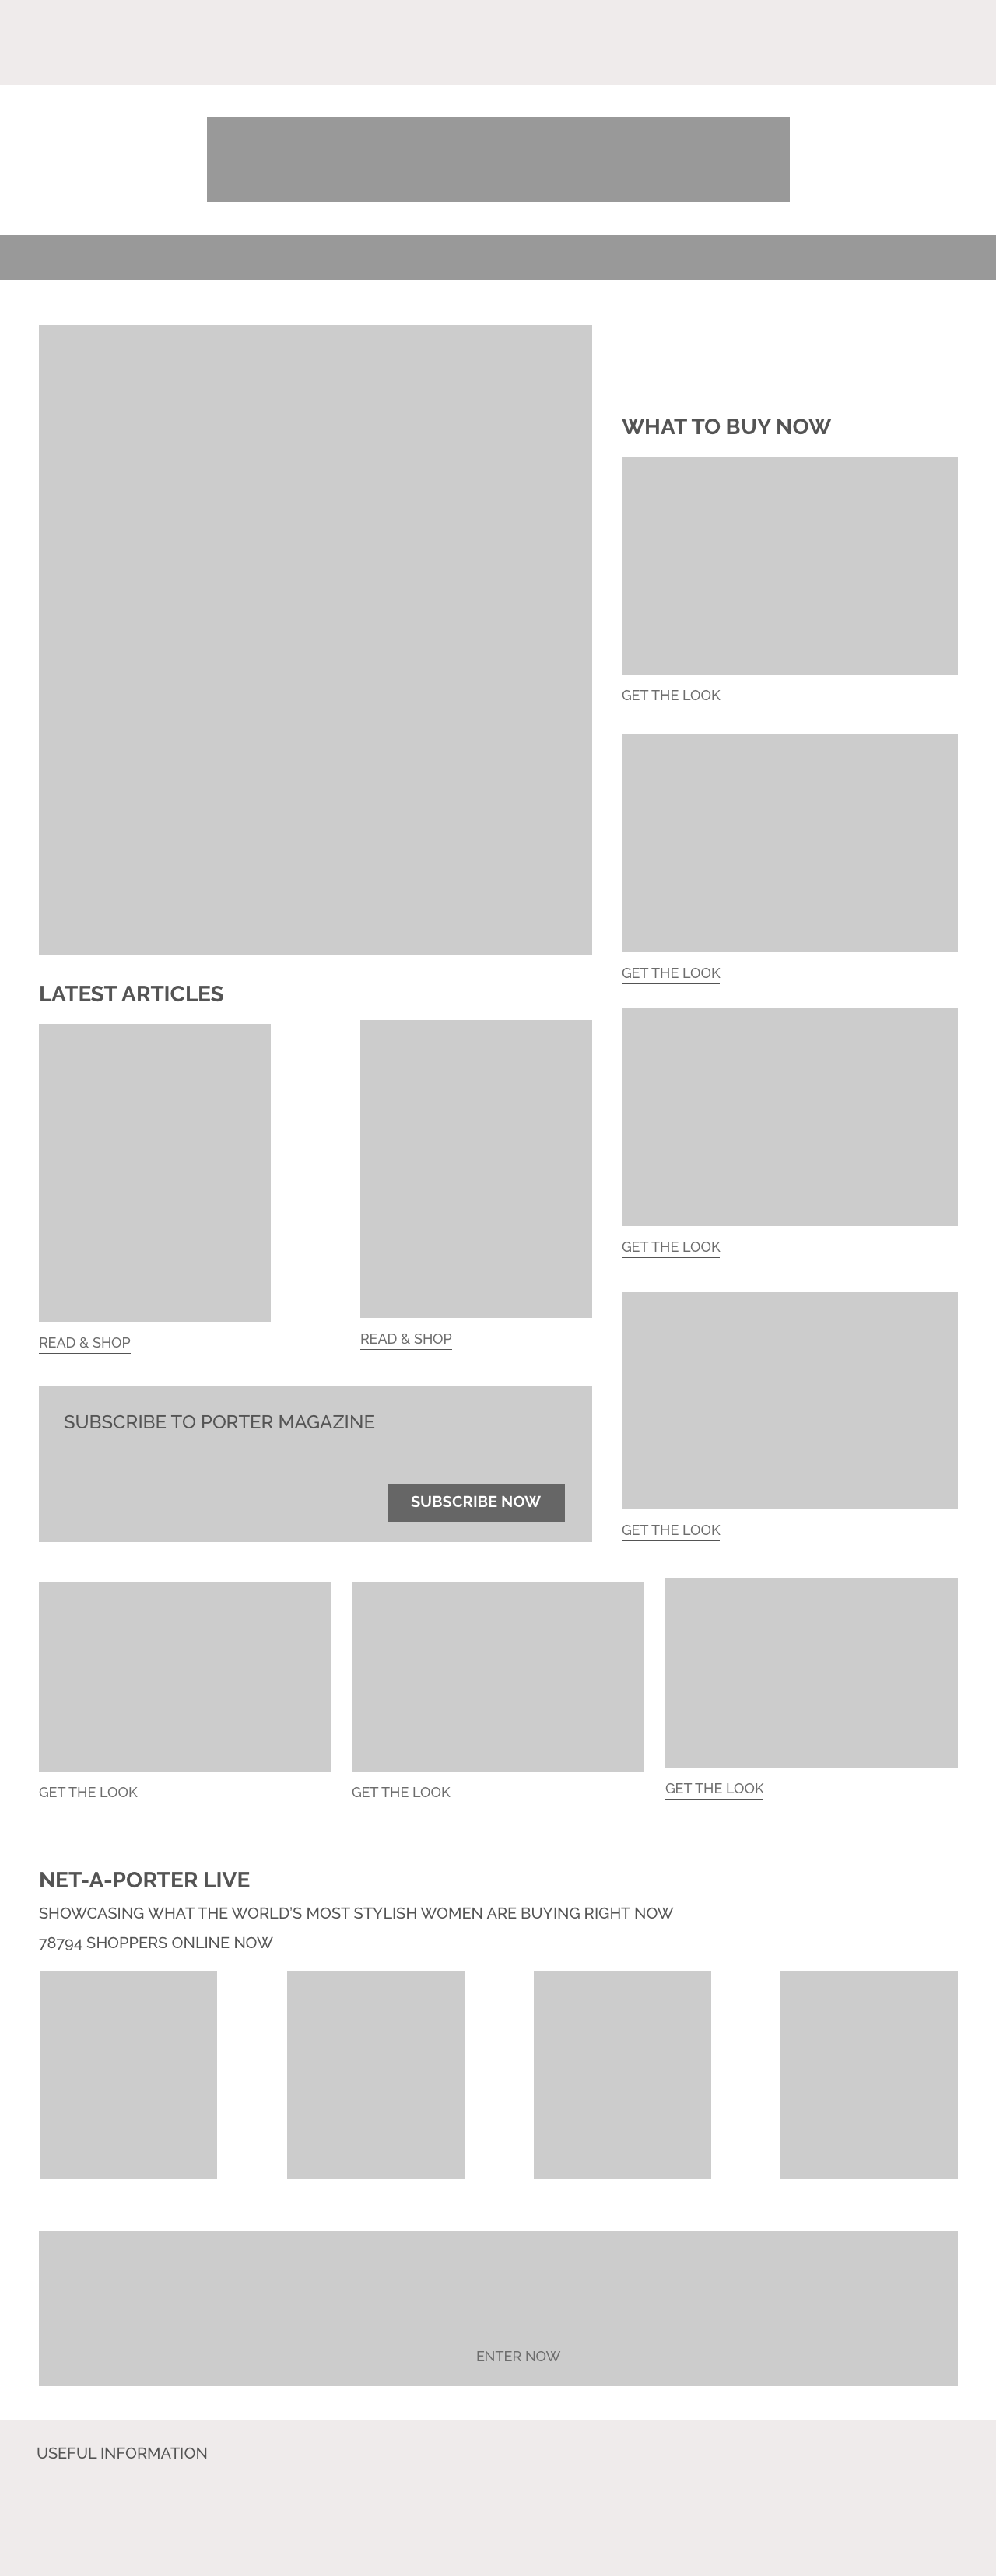 WHAT TO BUY NOW
GET THE LOOK
GET THE LOOK
LATEST ARTICLES
GET THE LOOK
READ & SHOP
READ & SHOP
SUBSCRIBE TO PORTER MAGAZINE
SUBSCRIBE NOW
GET THE LOOK
GET THE LOOK
GET THE LOOK
GET THE LOOK
NET-A-PORTER LIVE
SHOWCASING WHAT THE WORLD'S MOST STYLISH WOMEN ARE BUYING RIGHT NOW
78794 SHOPPERS ONLINE NOW
ENTER NOW
USEFUL INFORMATION